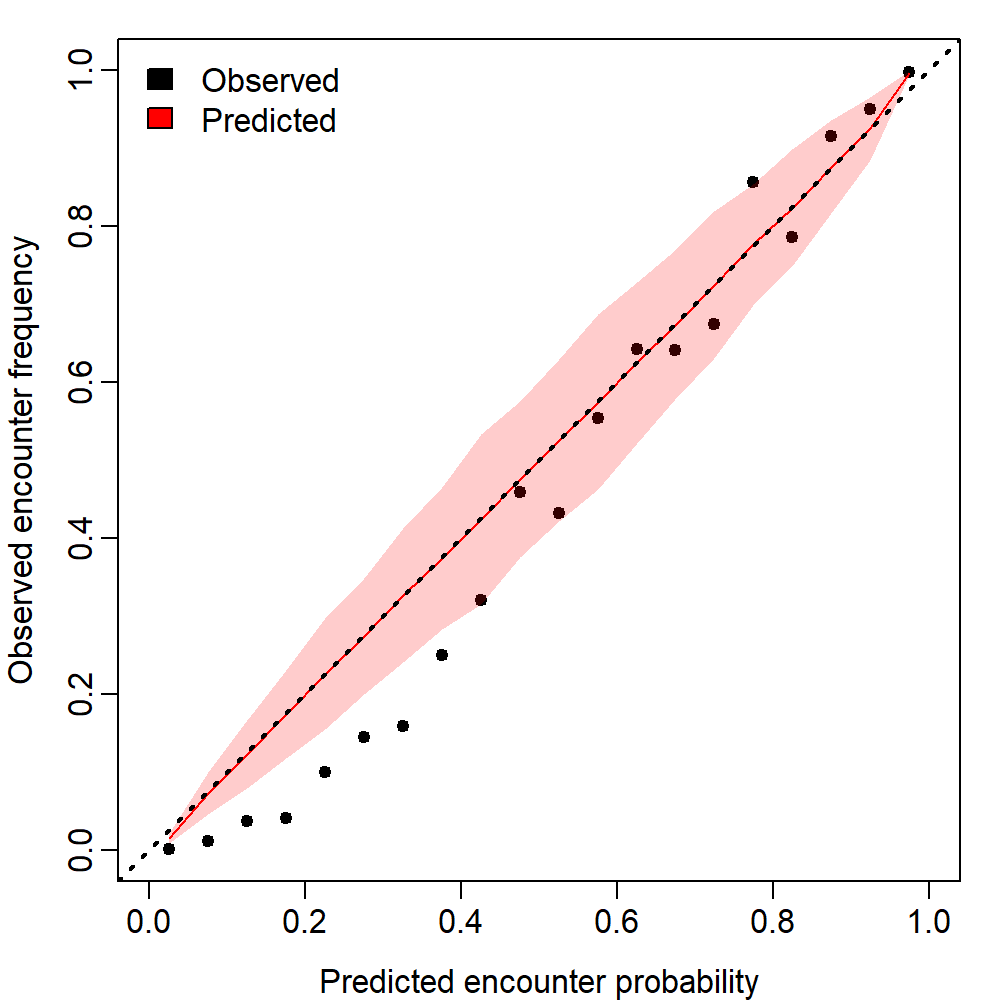 Observed
Predicted
1.0
0.8
0.6
0.4
0.2
0.0
Observed encounter frequency
0.0 0.2 0.4 0.6 0.8 1.0
Predicted encounter probability